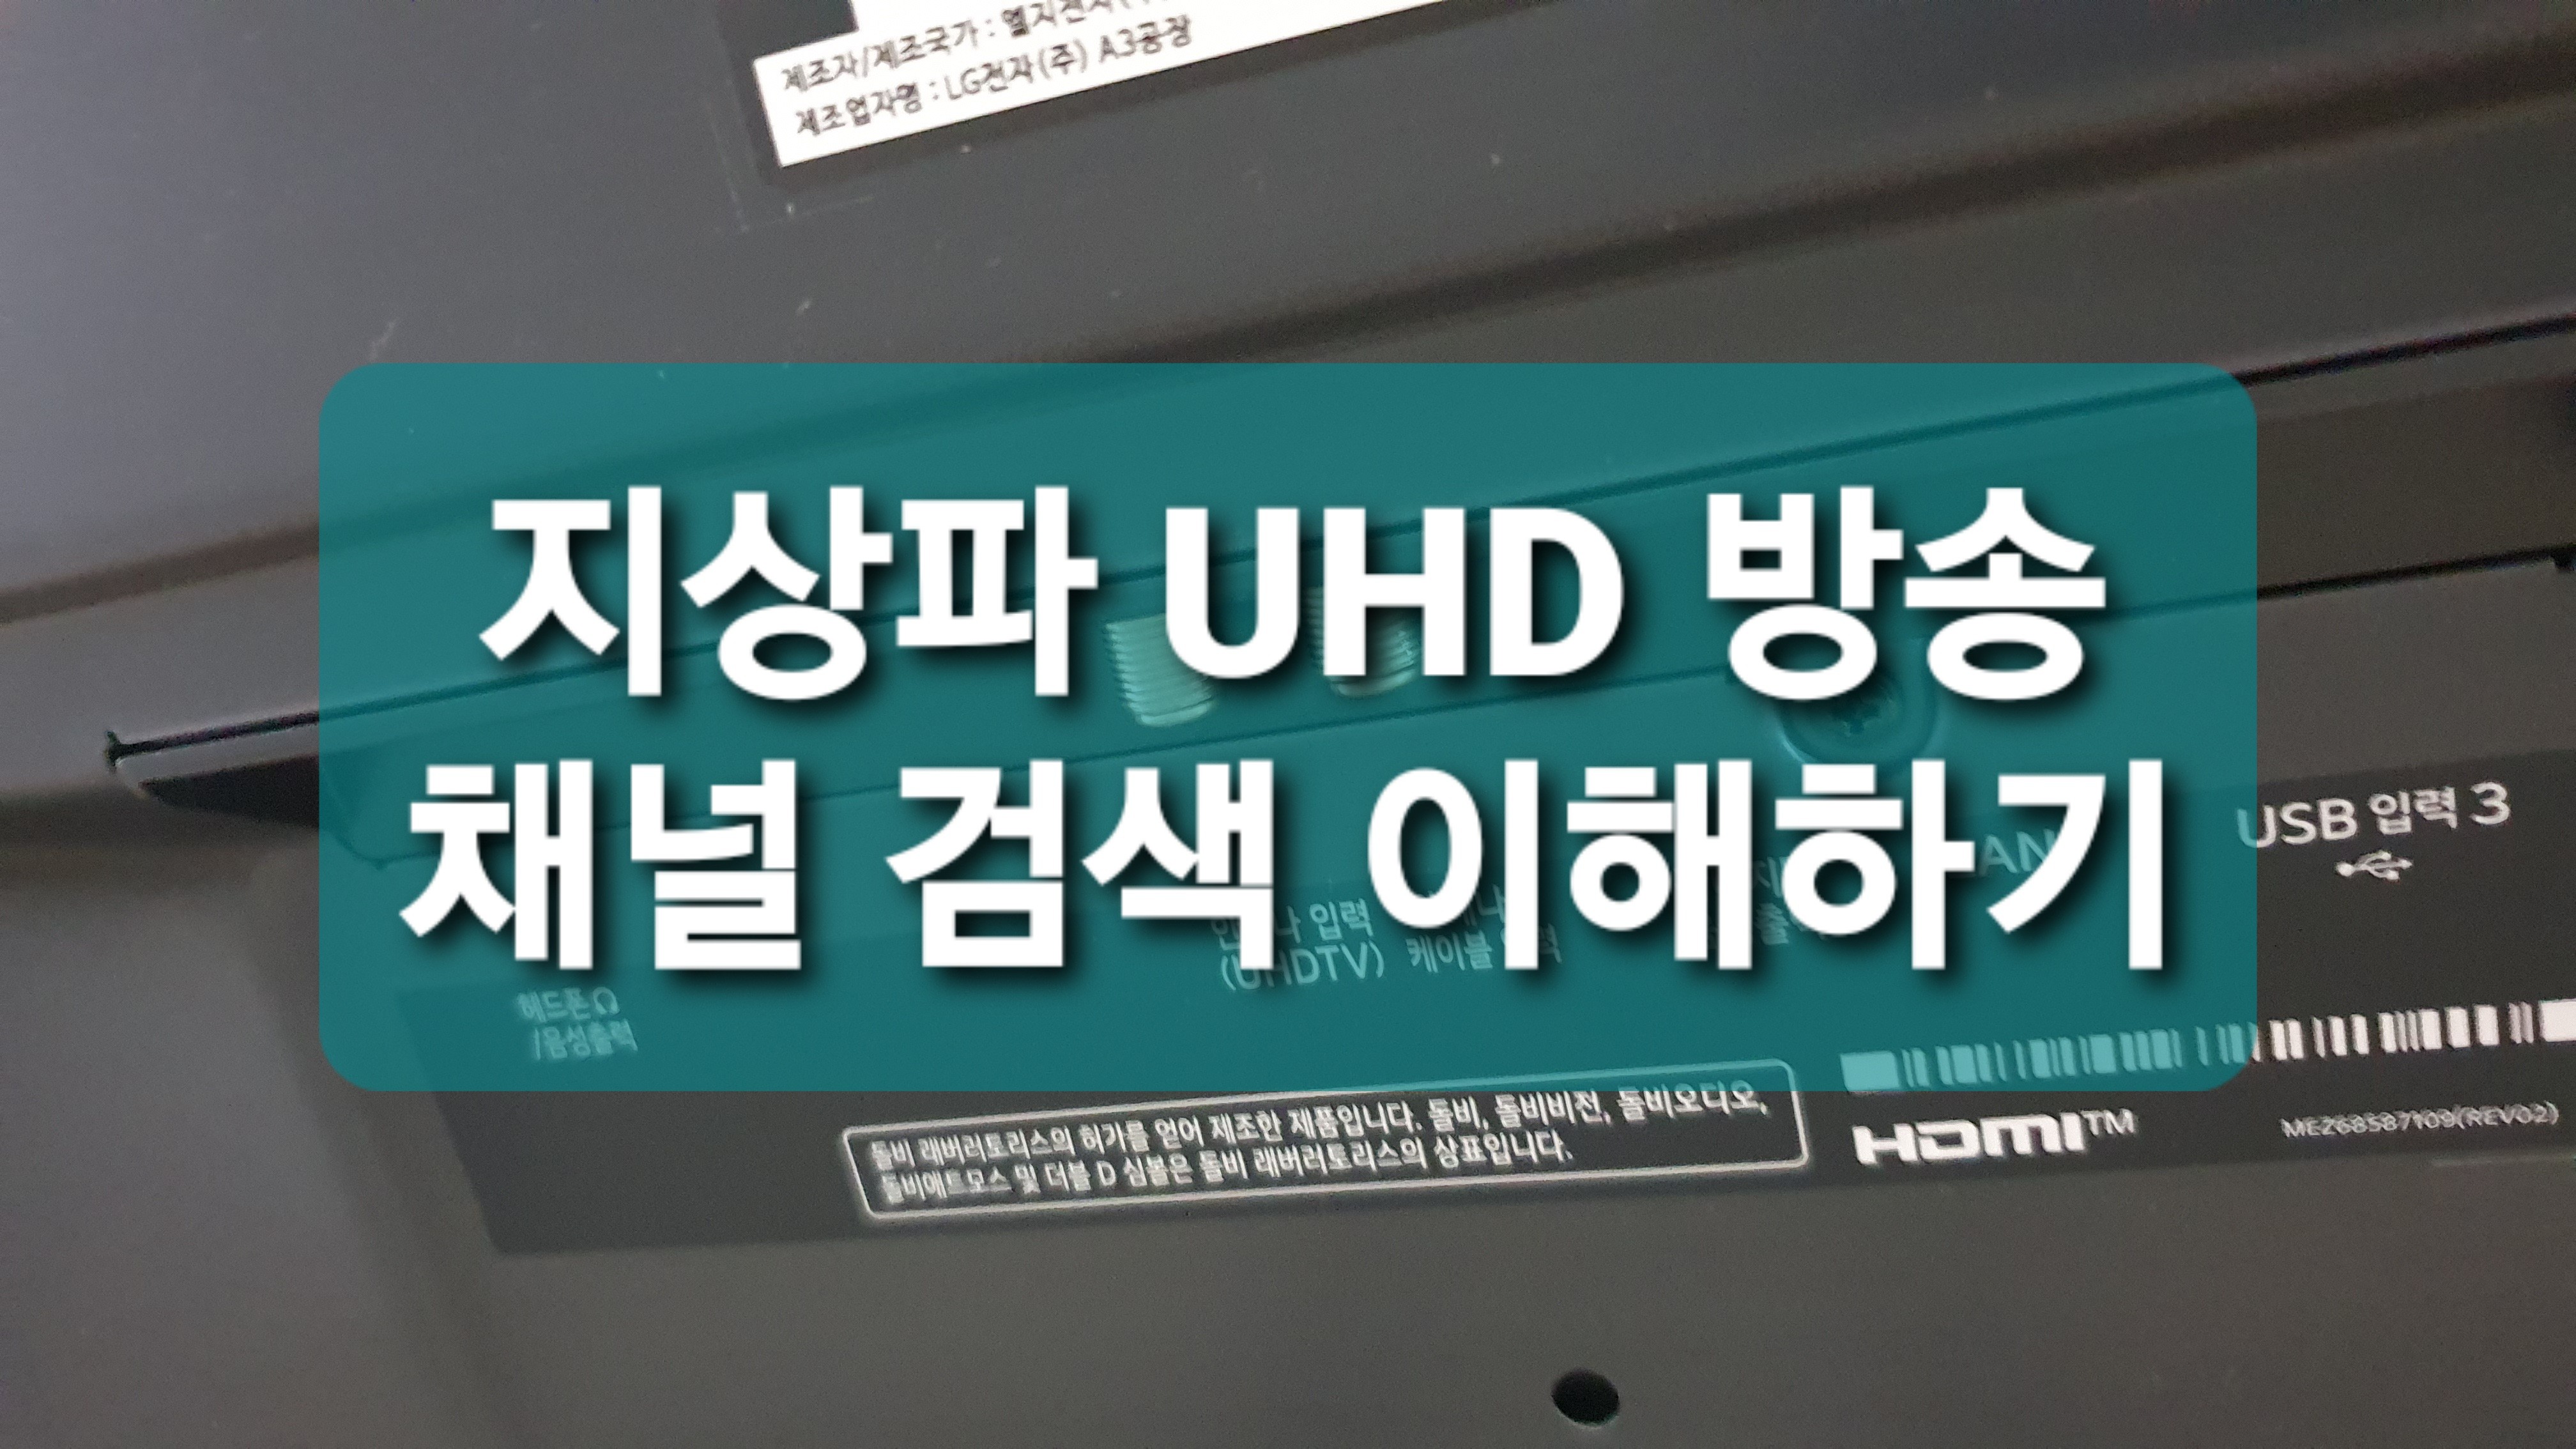 제조자/제조국가 : 엘지전자(
제조업자명 : LG전자(주) A3공장
지상파 UHD 방송
채널 검색 이해하기
USB 입력 3
입력
(UHDTV)
케이블
헤드폰
/음성출력
돌비 래버러토리스의 허가를 얻어 제조한 제품입니다. 돌비, 돌비비전, 돌비오디오,
돌비애트모스 및 더블 D 심볼은 돌비 래버러토리스의 상표입니다.
HDMI™
MEZ68587109(REV02)